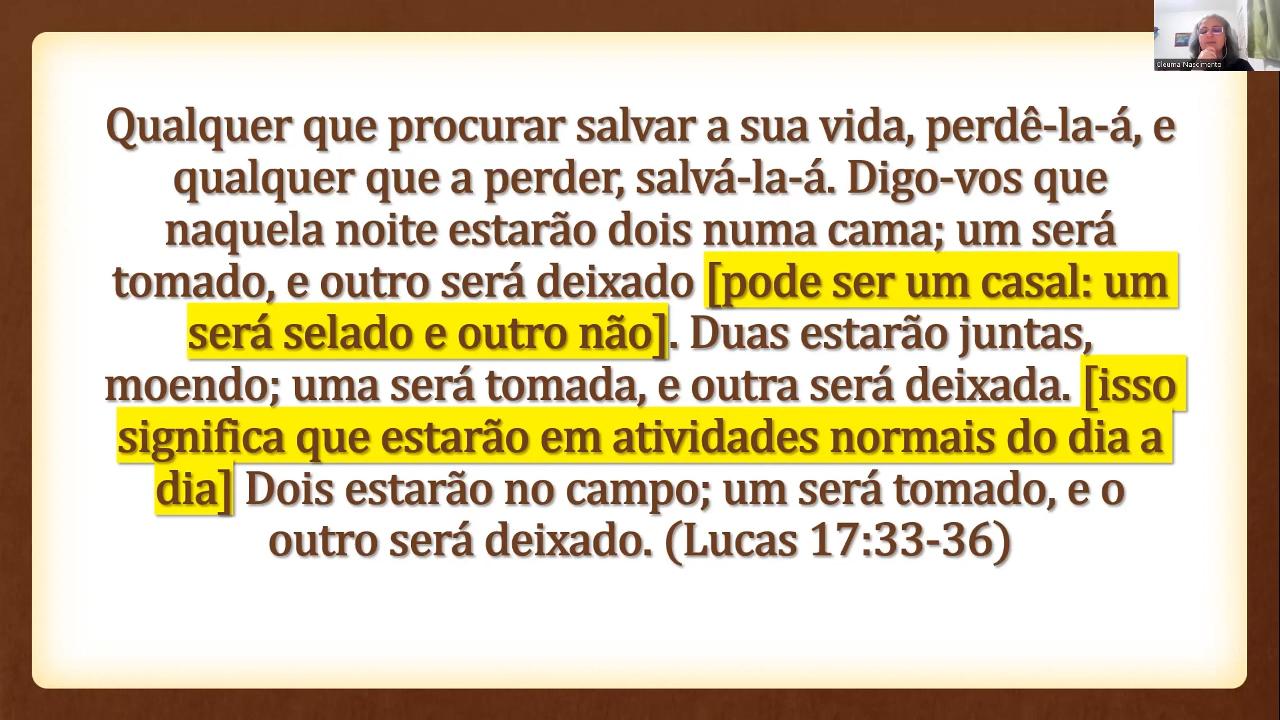 Cleuma Nascimento
Qualquer que procurar salvar a sua vida, perdê-la-á, e
qualquer que a perder, salvá-la-á. Digo-vos que
naquela noite estarão dois numa cama; um será
tomado, e outro será deixado [pode ser um casal: um
será selado e outro não]. Duas estarão juntas,
moendo; uma será tomada, e outra será deixada. [isso
significa que estarão em atividades normais do dia a
dia] Dois estarão no campo; um será tomado, e o
outro será deixado. (Lucas 17:33-36)